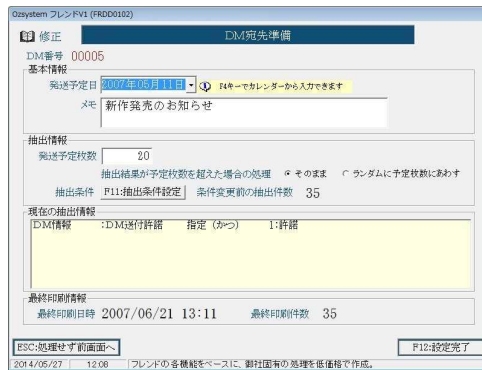 Ozsystem フレンドV1 (FRDD0102)
修正 DM宛先準備
DM番号 00005
基本情報
発送予定日 2007年05月11日 F4キーでカレンダーから入力できます
メモ 新作発売のお知らせ
抽出情報
発送予定枚数 20
抽出結果が予定枚数を超えた場合の処理 そのまま ランダムに予定枚数にあわす
抽出条件 F11:抽出条件設定 条件変更前の抽出件数 35
現在の抽出情報
DM情報 :DM送付許諾 指定(かつ) 1:許諾
最終印刷情報
最終印刷日時 2007/06/21 13:11 最終印刷件数 35
ESC:処理せず前画面へ F12:設定完了
2014/05/27 12:08 フレンドの各機能をベースに、御社固有の処理を低価格で作成。